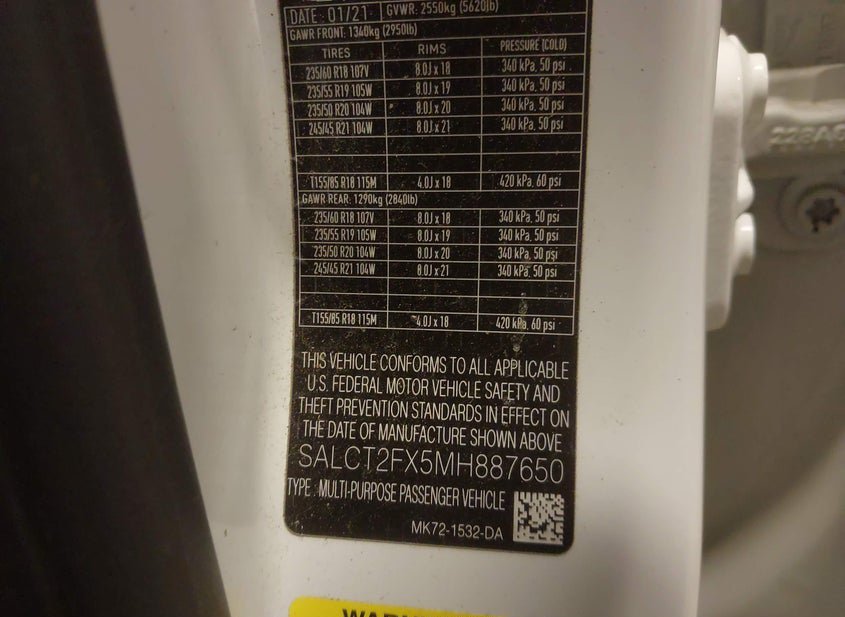 DATE: 01/21 GVWR: 2550kg (5620lb)
GAWR FRONT: 1340kg (2950lb)
TIRES RIMS PRESSURE (COLD)
235/60 R18 107V 8.0J x 18 340 kPa, 50 psi
235/55 R19 105W 8.0J x 19 340 kPa, 50 psi
235/50 R20 104W 8.0J x 20 340 kPa, 50 psi
245/45 R21 104W 8.0J x 21 340 kPa, 50 psi
T155/85 R18 115M 4.0J x 18 420 kPa, 60 psi
GAWR REAR: 1290kg (2840lb)
235/60 R18 107V 8.0J x 18 340 kPa, 50 psi
235/55 R19 105W 8.0J x 19 340 kPa, 50 psi
235/50 R20 104W 8.0J x 20 340 kPa, 50 psi
245/45 R21 104W 8.0J x 21 340 kPa, 50 psi
T155/85 R18 115M 4.0J x 18 420 kPa, 60 psi
THIS VEHICLE CONFORMS TO ALL APPLICABLE
U.S. FEDERAL MOTOR VEHICLE SAFETY AND
THEFT PREVENTION STANDARDS IN EFFECT ON
THE DATE OF MANUFACTURE SHOWN ABOVE
SALCT2FX5MH887650
TYPE: MULTI-PURPOSE PASSENGER VEHICLE
MK72-1532-DA